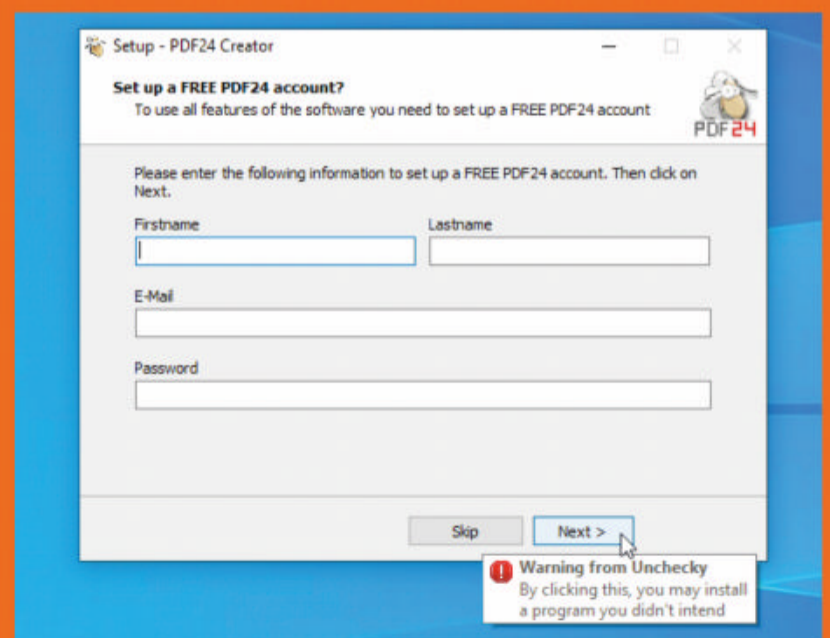 Setup - PDF24 Creator
Set up a FREE PDF24 account?
To use all features of the software you need to set up a FREE PDF24 account
PDF24
Please enter the following information to set up a FREE PDF24 account. Then click on
Next.
Firstname Lastname
E-Mail
Password
Skip Next >
Warning from Unchecky
By clicking this, you may install
a program you didn't intend